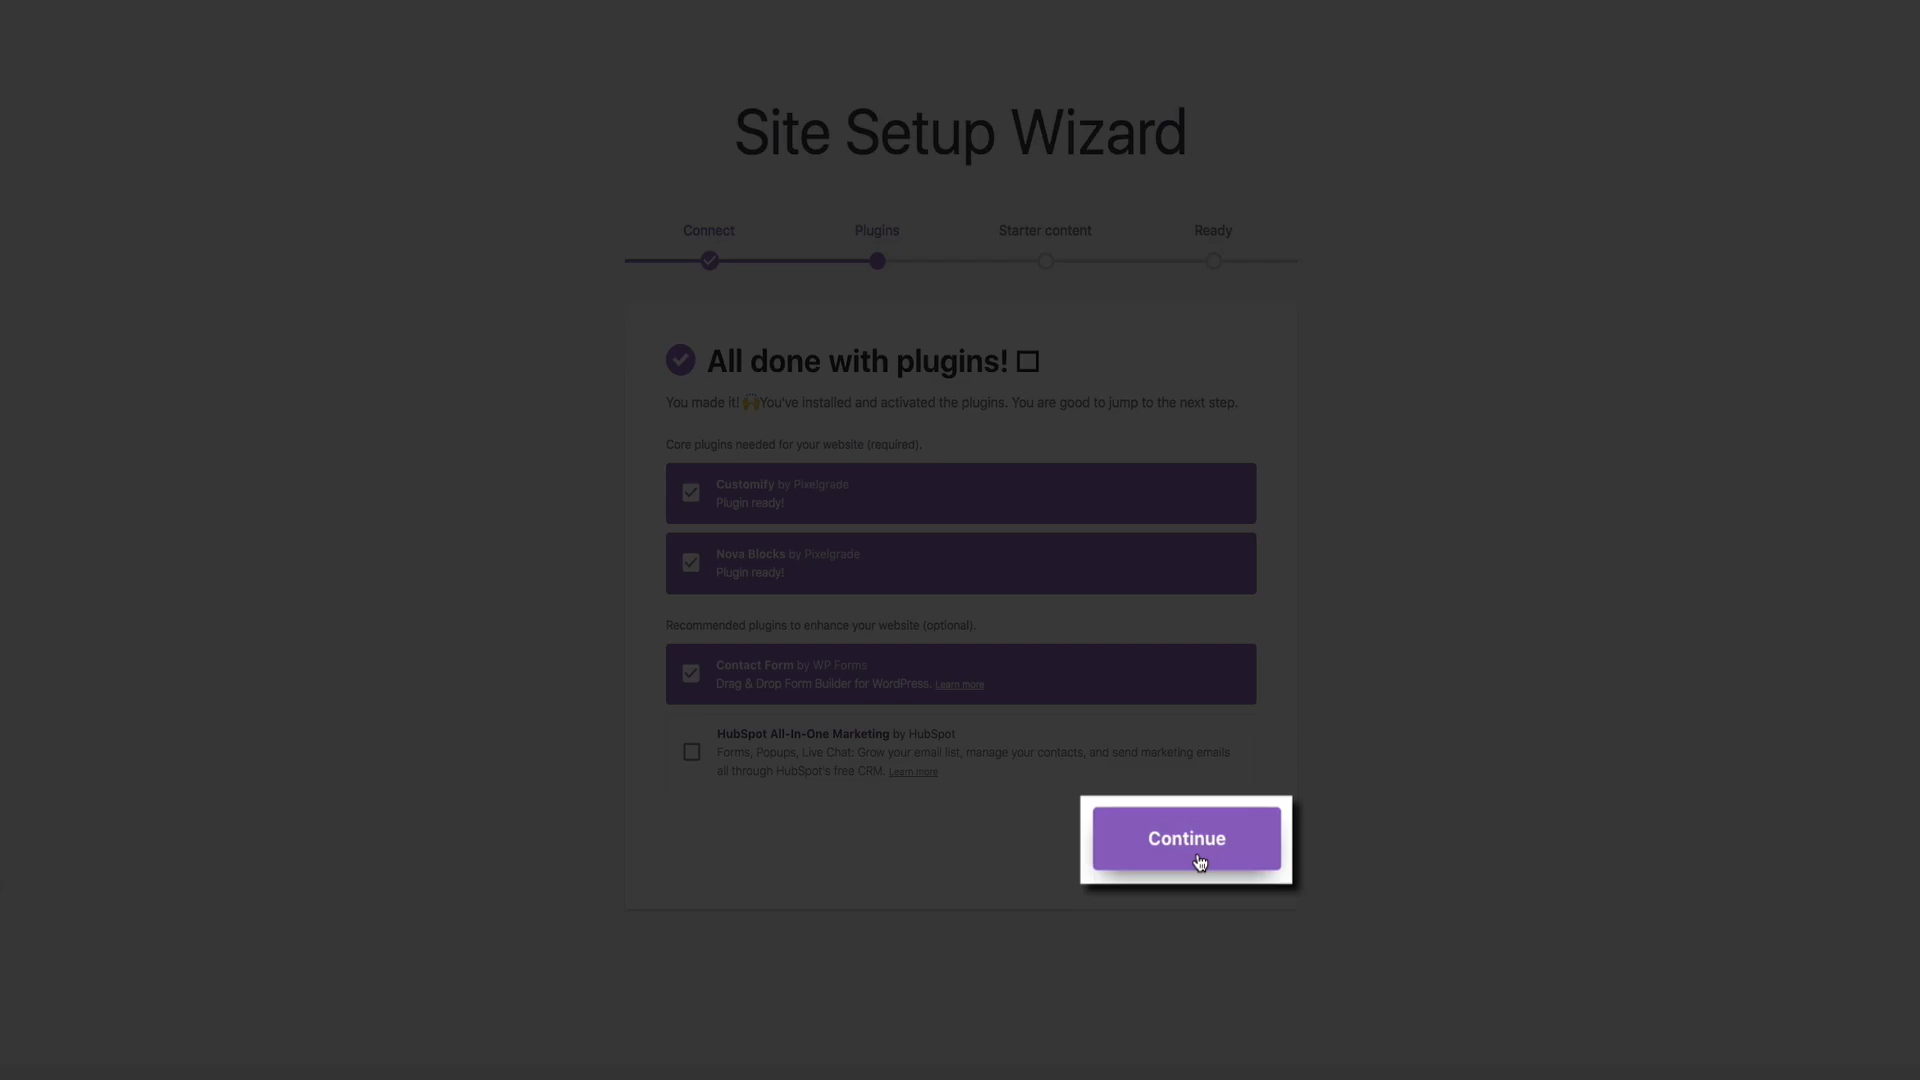 Site Setup Wizard
Connect
Plugins
Starter content
Ready
All done with plugins!
You made it! 🙌You've installed and activated the plugins. You are good to jump to the next step.
Core plugins needed for your website (required).
Customify by Pixelgrade
Plugin ready!
Nova Blocks by Pixelgrade
Plugin ready!
Recommended plugins to enhance your website (optional).
Contact Form by WP Forms
Drag & Drop Form Builder for WordPress. Learn more
HubSpot All-In-One Marketing by HubSpot
Forms, Popups, Live Chat: Grow your email list, manage your contacts, and send marketing emails
all through HubSpot's free CRM. Learn more
Continue